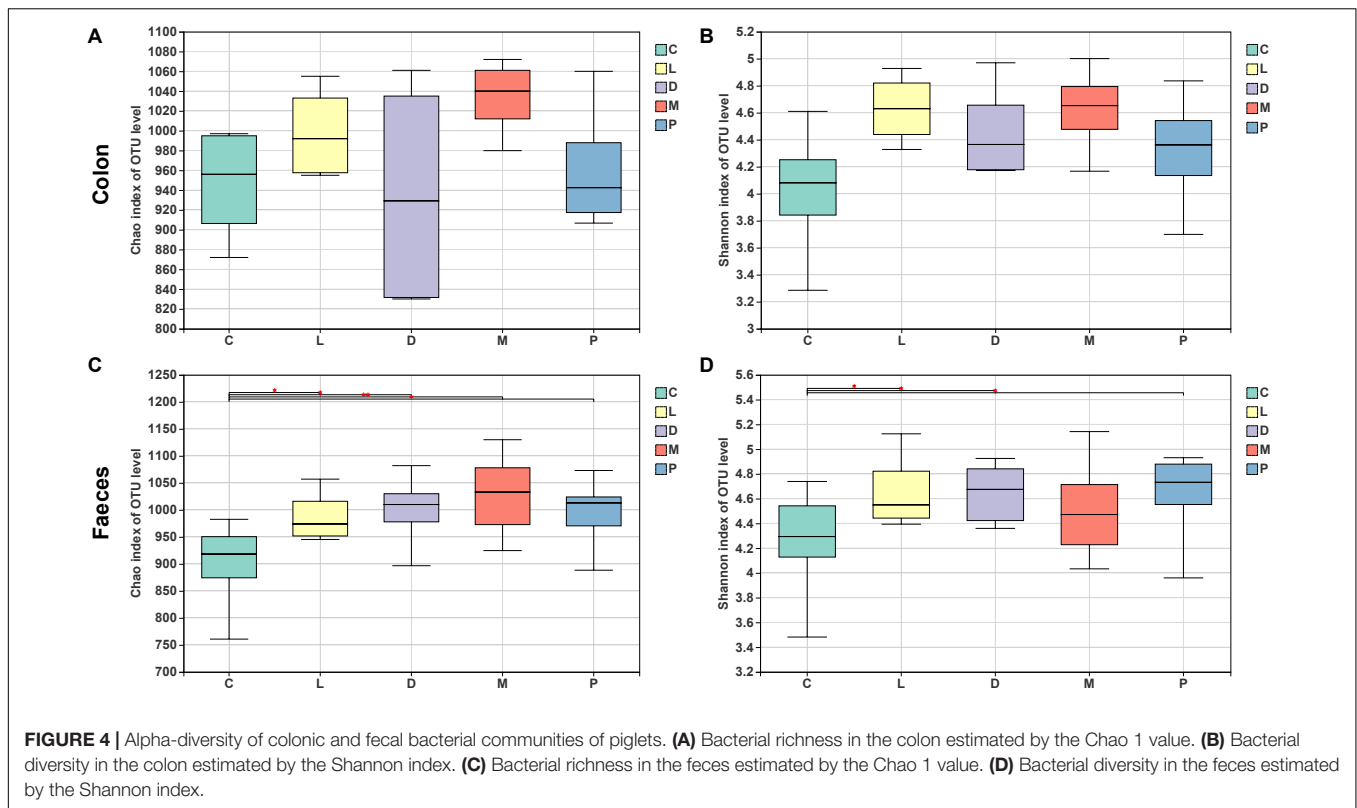 A
1100
1080
1060
1040
1020
1000
980
960
940
920
900
880
860
840
820
800
Chao index of OTU level
Colon
C L D M P
C
L
D
M
P
B
5.2
5
4.8
4.6
4.4
4.2
4
3.8
3.6
3.4
3.2
3
Shannon index of OTU level
C L D M P
C
L
D
M
P
C
1250
1200
1150
1100
1050
1000
950
900
850
800
750
700
Chao index of OTU level
Faeces
* * ** *
C L D M P
C
L
D
M
P
D
5.6
5.4
5.2
5
4.8
4.6
4.4
4.2
4
3.8
3.6
3.4
3.2
Shannon index of OTU level
* * *
C L D M P
C
L
D
M
P
FIGURE 4 | Alpha-diversity of colonic and fecal bacterial communities of piglets. (A) Bacterial richness in the colon estimated by the Chao 1 value. (B) Bacterial
diversity in the colon estimated by the Shannon index. (C) Bacterial richness in the feces estimated by the Chao 1 value. (D) Bacterial diversity in the feces estimated
by the Shannon index.